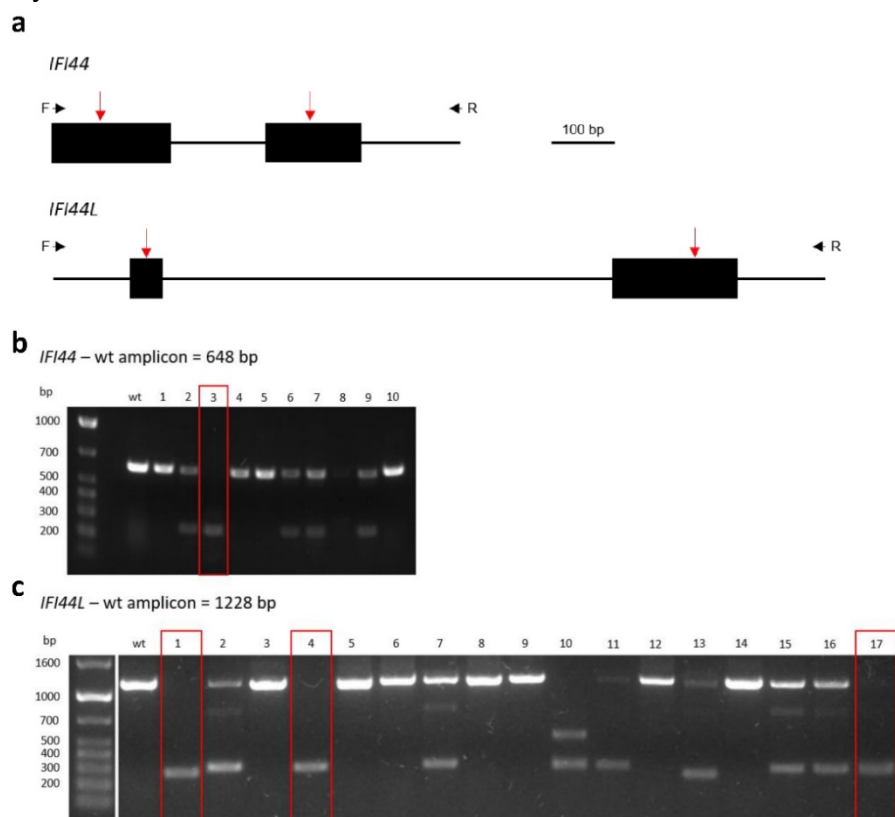 a
IFI44
F R
100 bp
IFI44L
F R
b
IFI44 – wt amplicon = 648 bp
bp wt 1 2 3 4 5 6 7 8 9 10
1000
700
500
400
300
200
c
IFI44L – wt amplicon = 1228 bp
bp wt 1 2 3 4 5 6 7 8 9 10 11 12 13 14 15 16 17
1600
1000
700
500
400
300
200